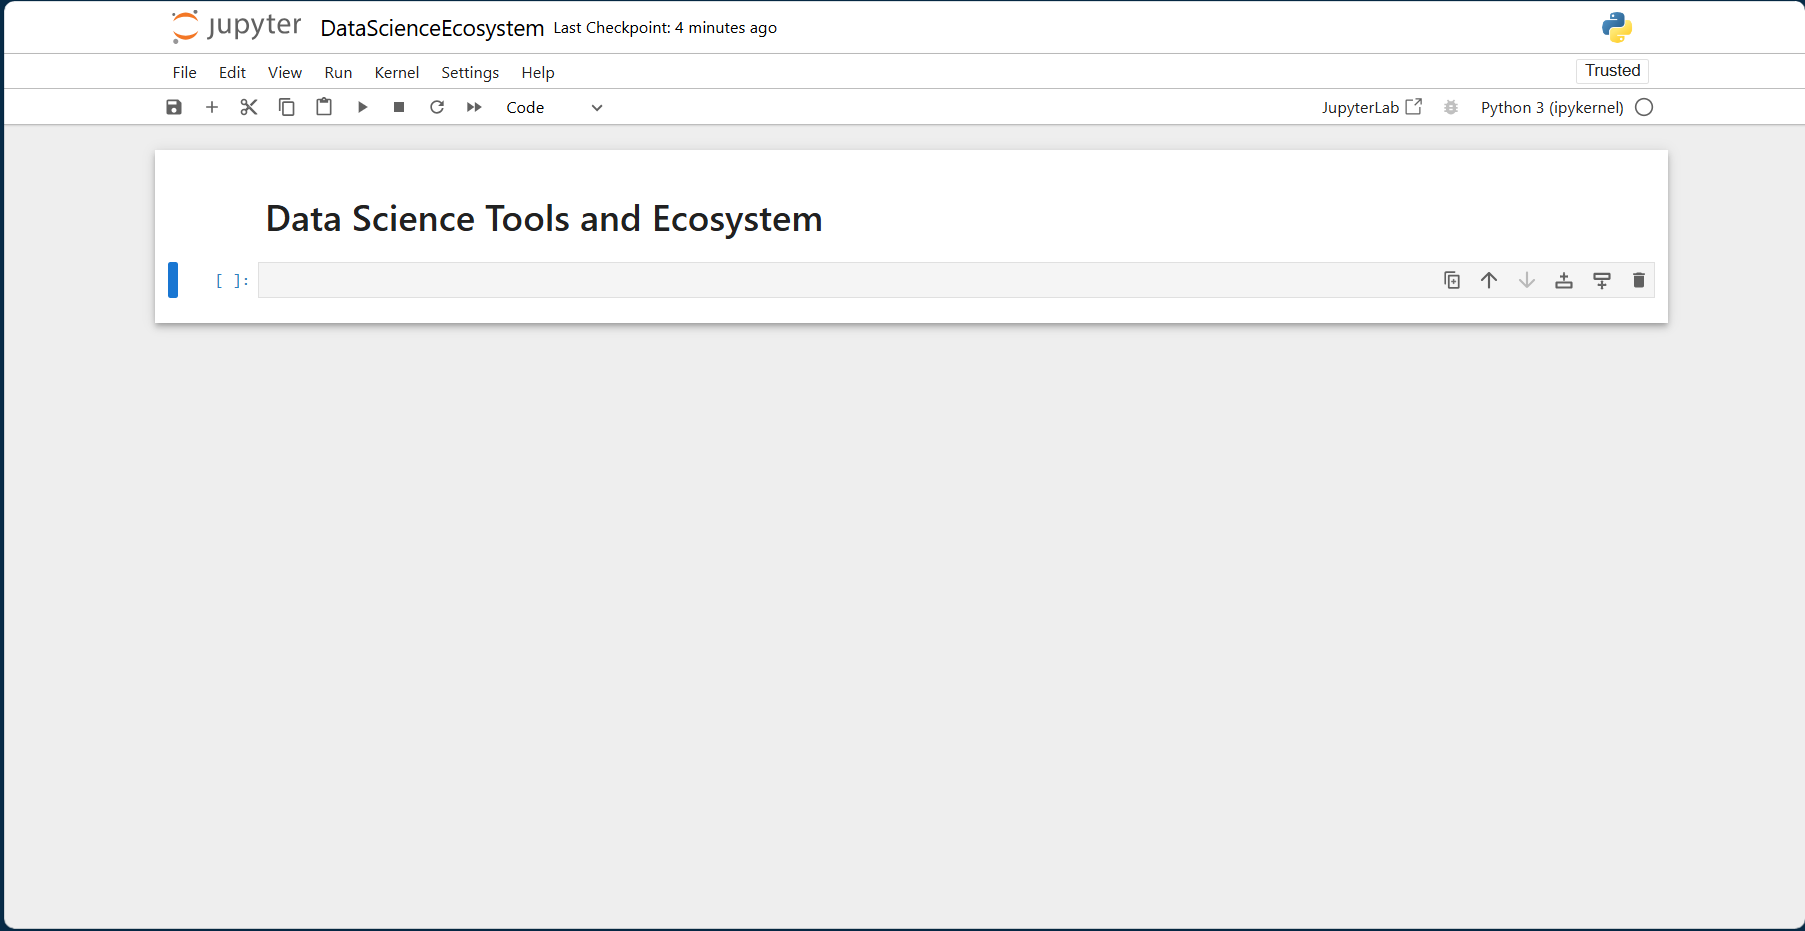 jupyter DataScienceEcosystem Last Checkpoint: 4 minutes ago
File Edit View Run Kernel Settings Help Trusted
Code JupyterLab Python 3 (ipykernel)
Data Science Tools and Ecosystem
[ ]: